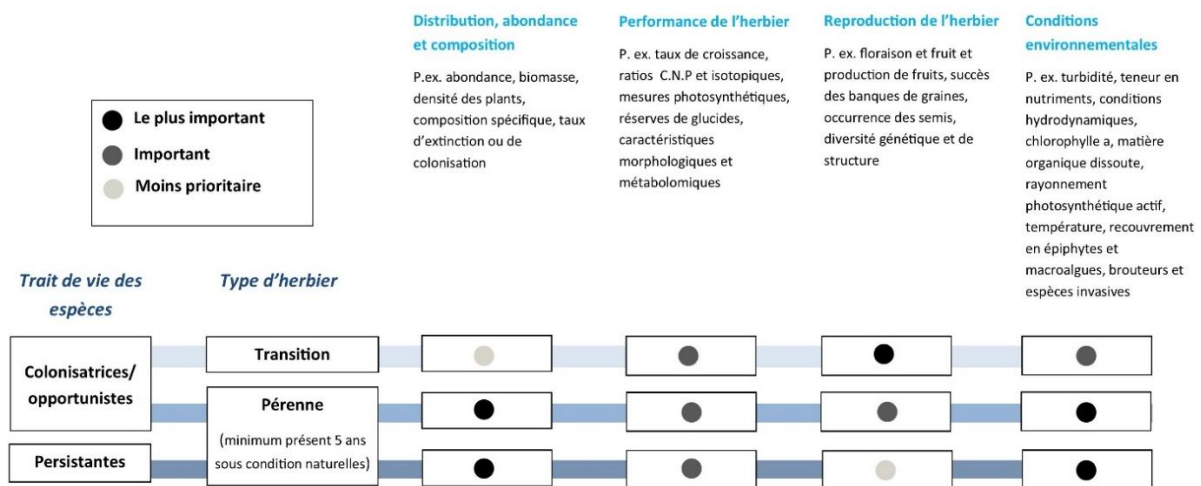 Distribution, abondance
et composition
P.ex. abondance, biomasse,
densité des plants,
composition spécifique, taux
d'extinction ou de
colonisation
Performance de l'herbier
P. ex. taux de croissance,
ratios C.N.P et isotopiques,
mesures photosynthétiques,
réserves de glucides,
caractéristiques
morphologiques et
métabolomiques
Reproduction de l'herbier
P. ex. floraison et fruit et
production de fruits, succès
des banques de graines,
occurrence des semis,
diversité génétique et de
structure
Conditions
environnementales
P. ex. turbidité, teneur en
nutriments, conditions
hydrodynamiques,
chlorophylle a, matière
organique dissoute,
rayonnement
photosynthétique actif,
température, recouvrement
en épiphytes et
macroalgues, brouteurs et
espèces invasives
Le plus important
Important
Moins prioritaire
Trait de vie des
espèces
Type d'herbier
Colonisatrices/
opportunistes
Transition
Pérenne
(minimum présent 5 ans
sous condition naturelles)
Persistantes